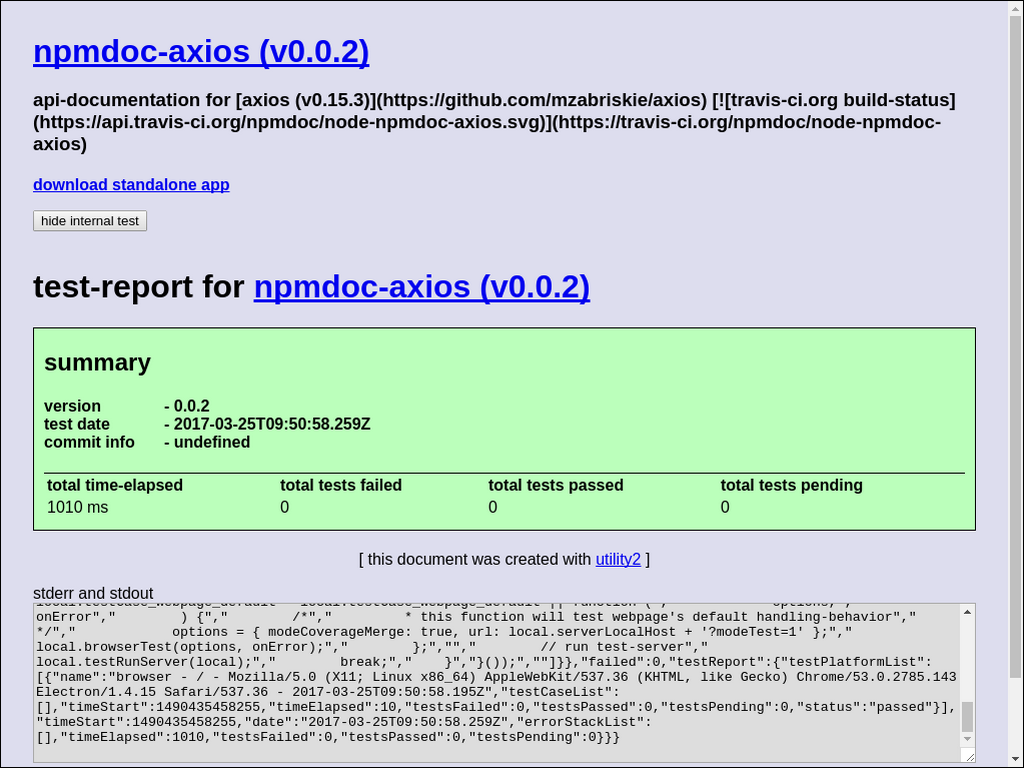 npmdoc-axios (v0.0.2)
api-documentation for [axios (v0.15.3)](https://github.com/mzabriskie/axios) [![travis-ci.org build-status]
(https://api.travis-ci.org/npmdoc/node-npmdoc-axios.svg)](https://travis-ci.org/npmdoc/node-npmdoc-
axios)
download standalone app
hide internal test
test-report for npmdoc-axios (v0.0.2)
summary
version - 0.0.2
test date - 2017-03-25T09:50:58.259Z
commit info - undefined
total time-elapsed total tests failed total tests passed total tests pending
1010 ms 0 0 0
[ this document was created with utility2 ]
stderr and stdout
onError","        ) {","        /*","         * this function will test webpage's default handling-behavior","
*/","            options = { modeCoverageMerge: true, url: local.serverLocalHost + '?modeTest=1' };","
local.browserTest(options, onError);","        };","","        // run test-server","
local.testRunServer(local);","        break;","    }","}());",""]}},"failed":0,"testReport":{"testPlatformList":
[{"name":"browser - / - Mozilla/5.0 (X11; Linux x86_64) AppleWebKit/537.36 (KHTML, like Gecko) Chrome/53.0.2785.143
Electron/1.4.15 Safari/537.36 - 2017-03-25T09:50:58.195Z","testCaseList":
[],"timeStart":1490435458255,"timeElapsed":10,"testsFailed":0,"testsPassed":0,"testsPending":0,"status":"passed"}],
"timeStart":1490435458255,"date":"2017-03-25T09:50:58.259Z","errorStackList":
[],"timeElapsed":1010,"testsFailed":0,"testsPassed":0,"testsPending":0}}}